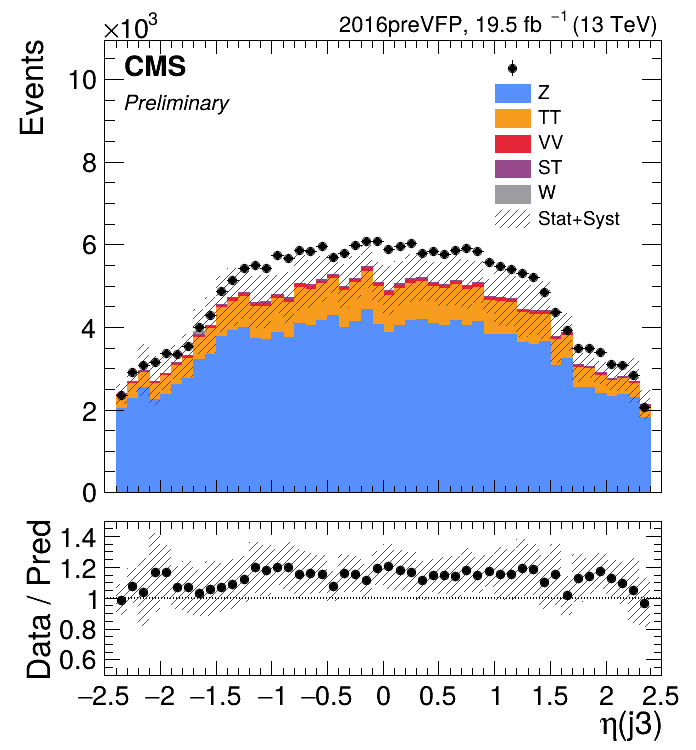 ×10³ 2016preVFP, 19.5 fb ⁻¹ (13 TeV)
Events
CMS
Preliminary
Z
TT
VV
ST
W
Stat+Syst
10
8
6
4
2
0
Data / Pred
1.4
1.2
1
0.8
0.6
−2.5 −2 −1.5 −1 −0.5 0 0.5 1 1.5 2 2.5
η(j3)